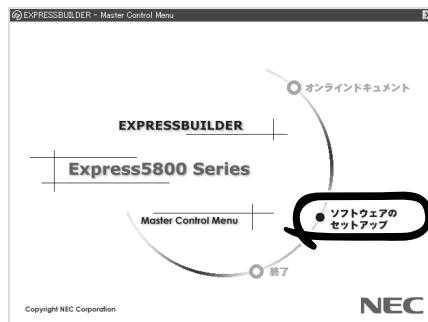 EXPRESSBUILDER - Master Control Menu
オンラインドキュメント
EXPRESSBUILDER
Express5800 Series
Master Control Menu
ソフトウェアの
セットアップ
終了
Copyright NEC Corporation
NEC